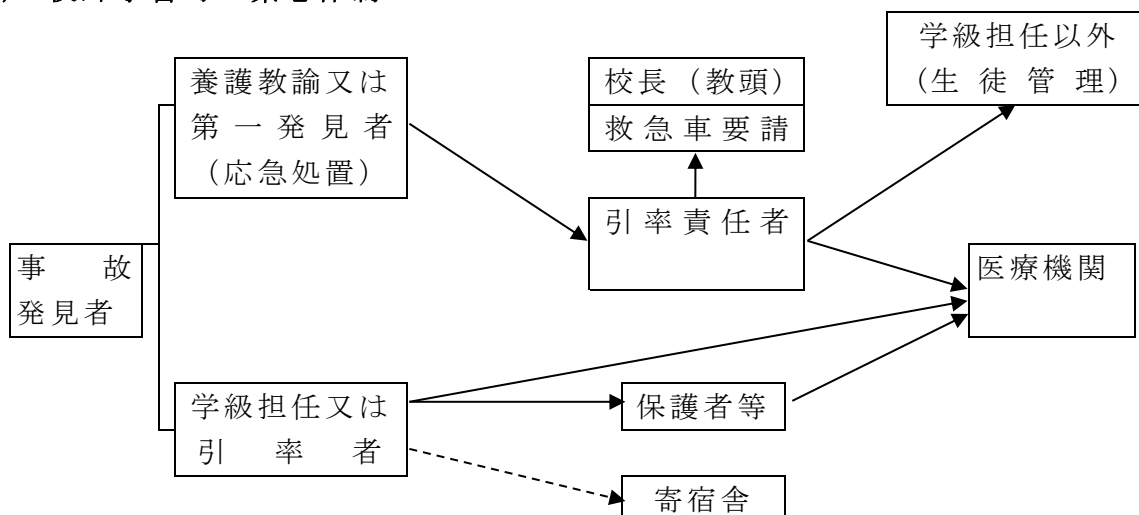 学級担任以外
（生徒管理）
養護教諭又は
第一発見者
（応急処置）
校長（教頭）
救急車要請
引率責任者
事故
発見者
医療機関
学級担任又は
引率者
保護者等
寄宿舎